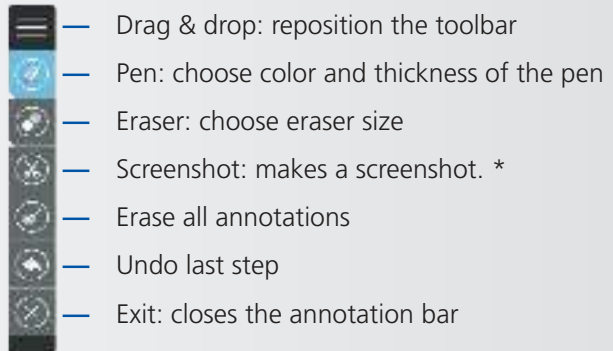 — Drag & drop: reposition the toolbar
— Pen: choose color and thickness of the pen
— Eraser: choose eraser size
— Screenshot: makes a screenshot. *
— Erase all annotations
— Undo last step
— Exit: closes the annotation bar